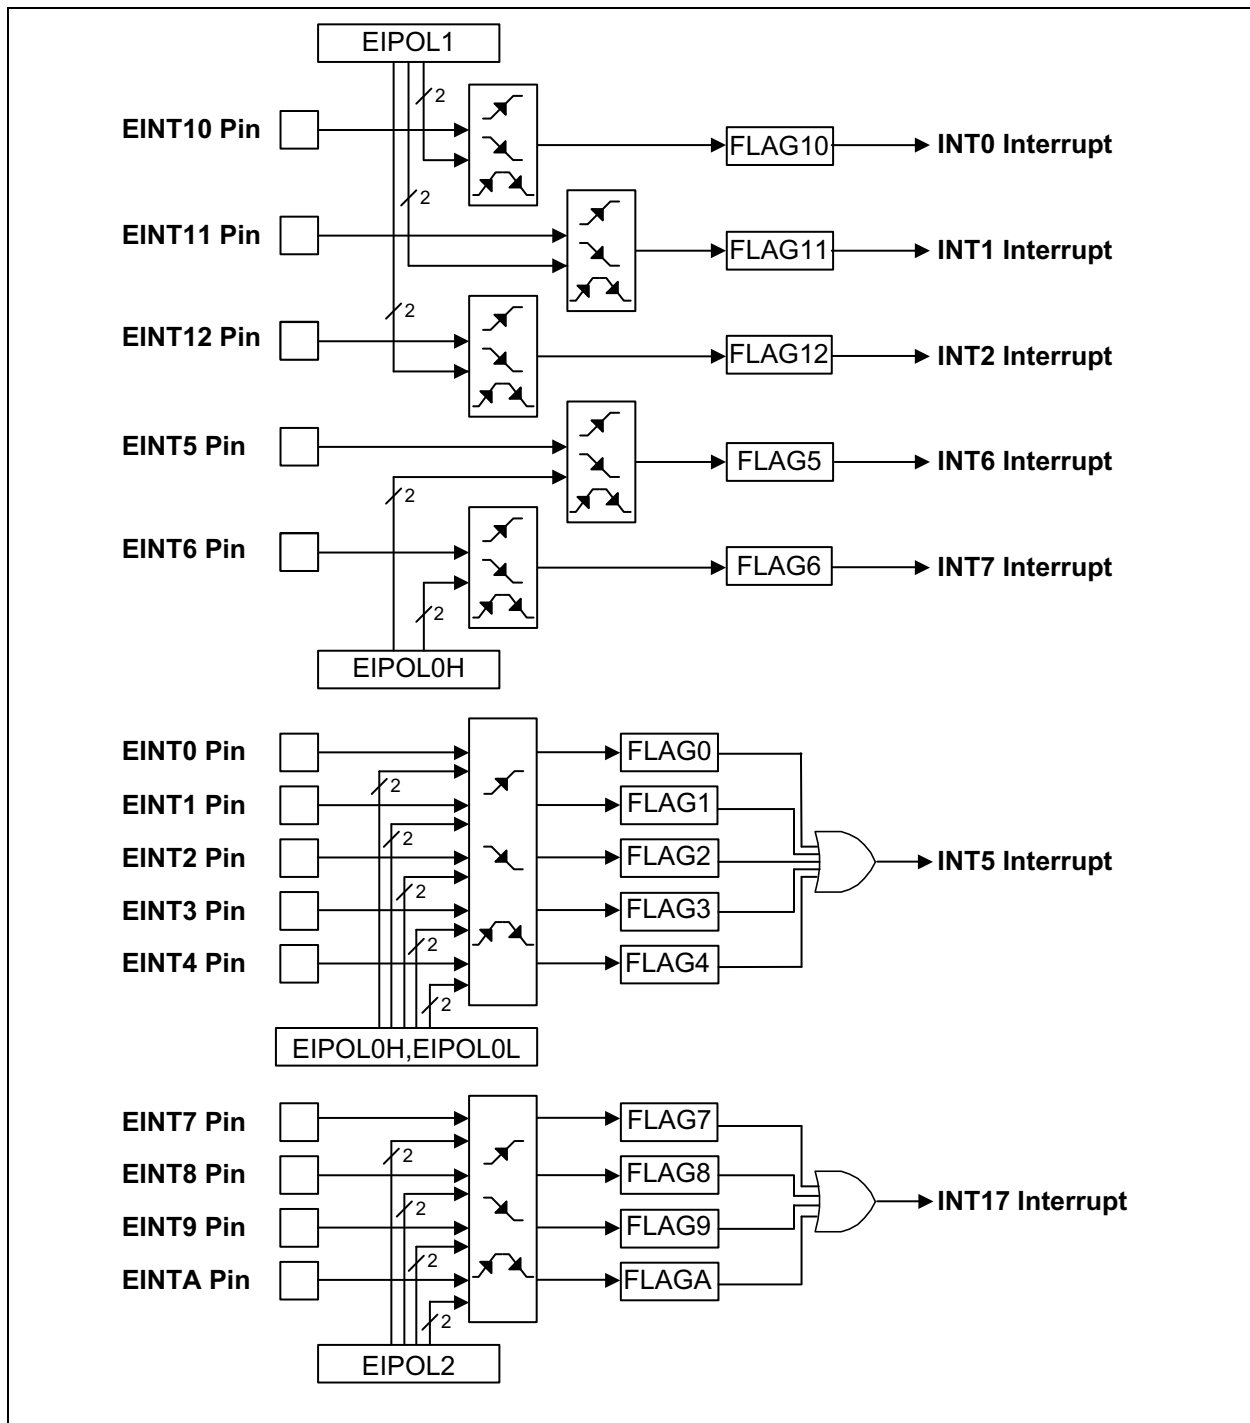 EIPOL1
2
EINT10 Pin
FLAG10
INT0 Interrupt
2
EINT11 Pin
FLAG11
INT1 Interrupt
2
EINT12 Pin
FLAG12
INT2 Interrupt
EINT5 Pin
FLAG5
INT6 Interrupt
2
EINT6 Pin
FLAG6
INT7 Interrupt
2
EIPOL0H
EINT0 Pin
FLAG0
2
EINT1 Pin
FLAG1
2
EINT2 Pin
FLAG2
INT5 Interrupt
2
EINT3 Pin
FLAG3
2
EINT4 Pin
FLAG4
2
EIPOL0H,EIPOL0L
EINT7 Pin
FLAG7
2
EINT8 Pin
FLAG8
INT17 Interrupt
2
EINT9 Pin
FLAG9
2
EINTA Pin
FLAGA
2
EIPOL2